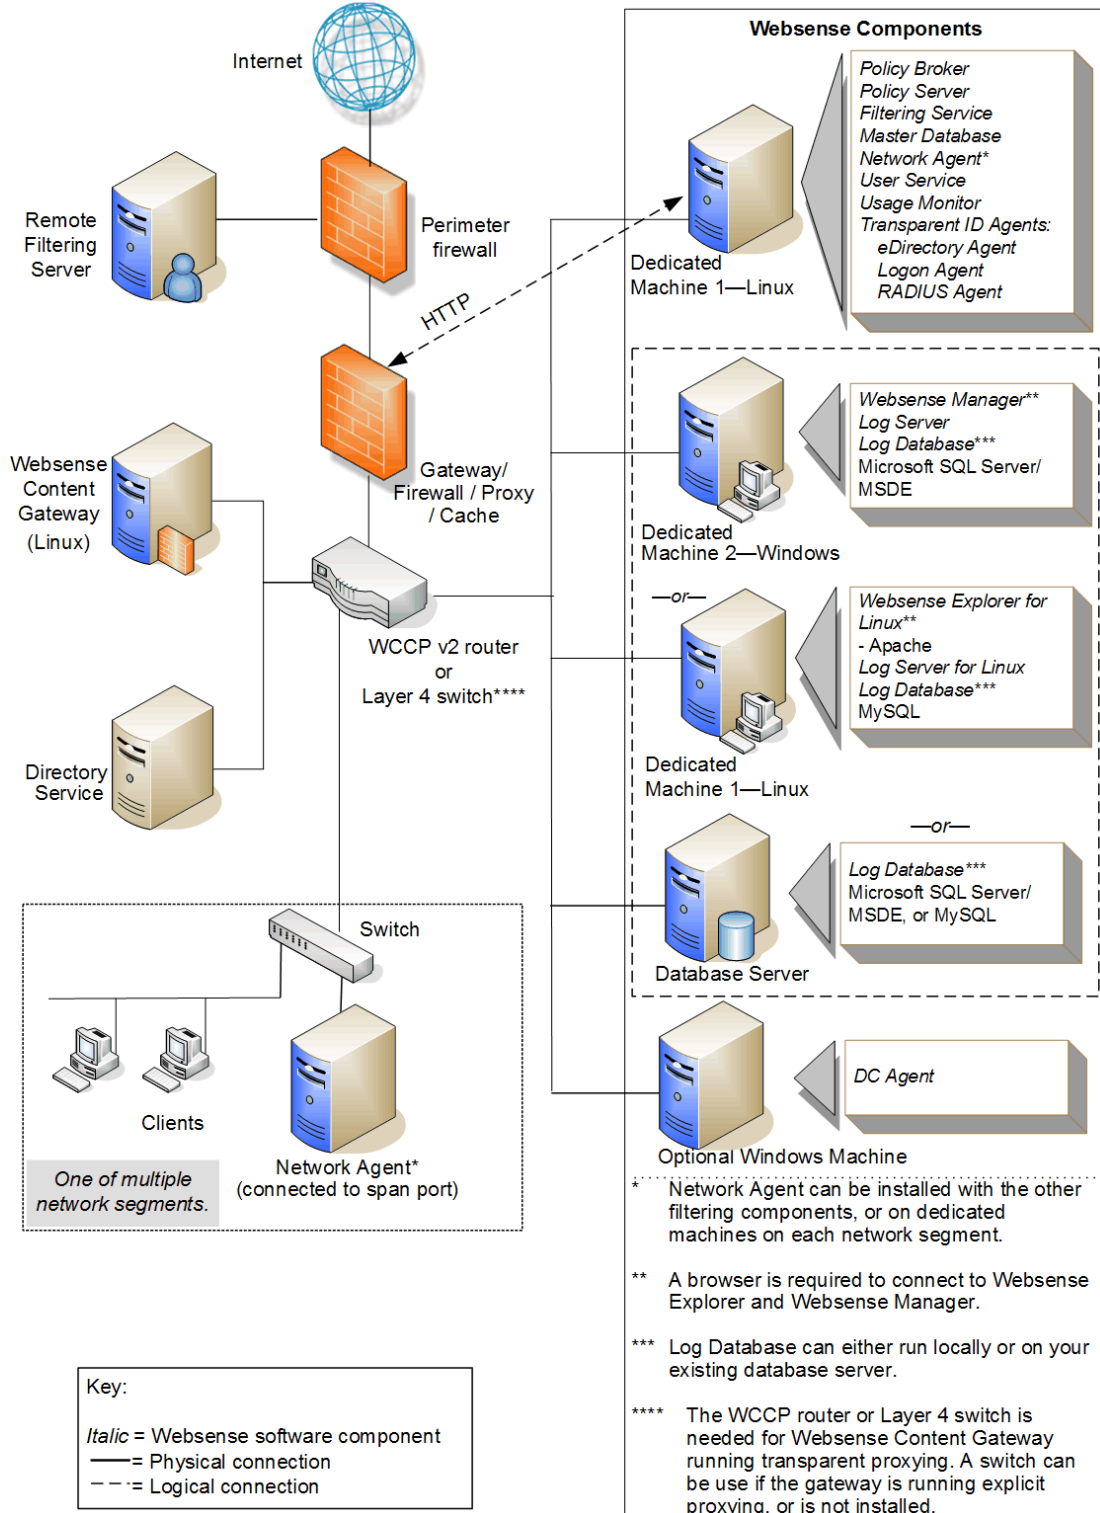 Websense Components
Internet
Policy Broker
Policy Server
Filtering Service
Master Database
Network Agent*
User Service
Usage Monitor
Transparent ID Agents:
eDirectory Agent
Logon Agent
RADIUS Agent
Remote
Filtering
Server
Perimeter
firewall
Dedicated
Machine 1—Linux
HTTP
Websense Manager**
Log Server
Log Database***
Microsoft SQL Server/
MSDE
Websense
Content
Gateway
(Linux)
Gateway/
Firewall / Proxy
/ Cache
Dedicated
Machine 2—Windows
—or—
Websense Explorer for
Linux**
- Apache
Log Server for Linux
Log Database***
MySQL
WCCP v2 router
or
Layer 4 switch****
Directory
Service
Dedicated
Machine 1—Linux
—or—
Log Database***
Microsoft SQL Server/
MSDE, or MySQL
Database Server
Switch
Clients
Network Agent*
(connected to span port)
One of multiple
network segments.
DC Agent
Optional Windows Machine
* Network Agent can be installed with the other
filtering components, or on dedicated
machines on each network segment.
** A browser is required to connect to Websense
Explorer and Websense Manager.
*** Log Database can either run locally or on your
existing database server.
**** The WCCP router or Layer 4 switch is
needed for Websense Content Gateway
running transparent proxying. A switch can
be use if the gateway is running explicit
proxying, or is not installed.
Key:
Italic = Websense software component
= Physical connection
= Logical connection